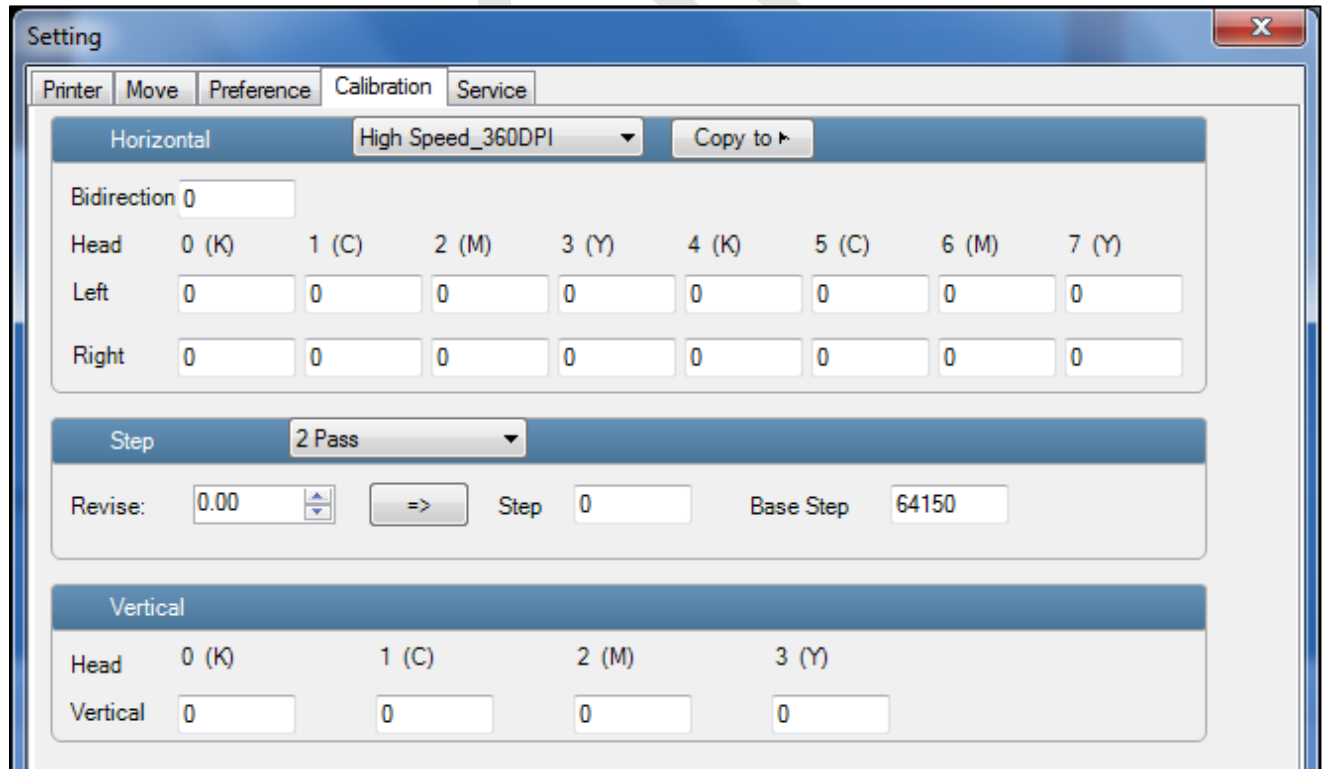 Setting
Printer Move Preference Calibration Service
Horizontal High Speed_360DPI Copy to
Bidirection 0
Head 0 (K) 1 (C) 2 (M) 3 (Y) 4 (K) 5 (C) 6 (M) 7 (Y)
Left 0 0 0 0 0 0 0 0
Right 0 0 0 0 0 0 0 0
Step 2 Pass
Revise: 0.00 => Step 0 Base Step 64150
Vertical
Head 0 (K) 1 (C) 2 (M) 3 (Y)
Vertical 0 0 0 0